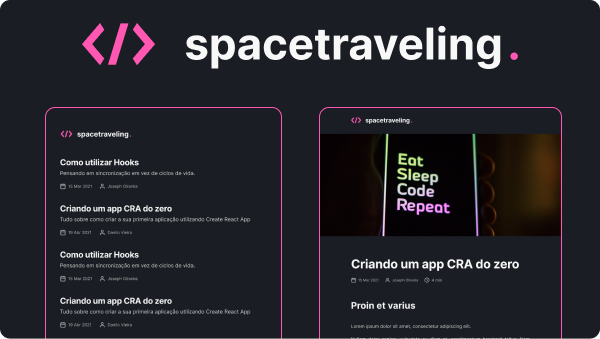 </> spacetraveling.
</> spacetraveling.
Como utilizar Hooks
Pensando em sincronização em vez de ciclos de vida.
15 Mar 2021 Joseph Oliveira
Criando um app CRA do zero
Tudo sobre como criar a sua primeira aplicação utilizando Create React App
19 Abr 2021 Danilo Vieira
Como utilizar Hooks
Pensando em sincronização em vez de ciclos de vida.
15 Mar 2021 Joseph Oliveira
Criando um app CRA do zero
Tudo sobre como criar a sua primeira aplicação utilizando Create React App
19 Abr 2021 Danilo Vieira
</> spacetraveling.
Eat
Sleep
Code
Repeat
Criando um app CRA do zero
15 Mar 2021 Joseph Oliveira 4 min
Proin et varius
Lorem ipsum dolor sit amet, consectetur adipiscing elit.